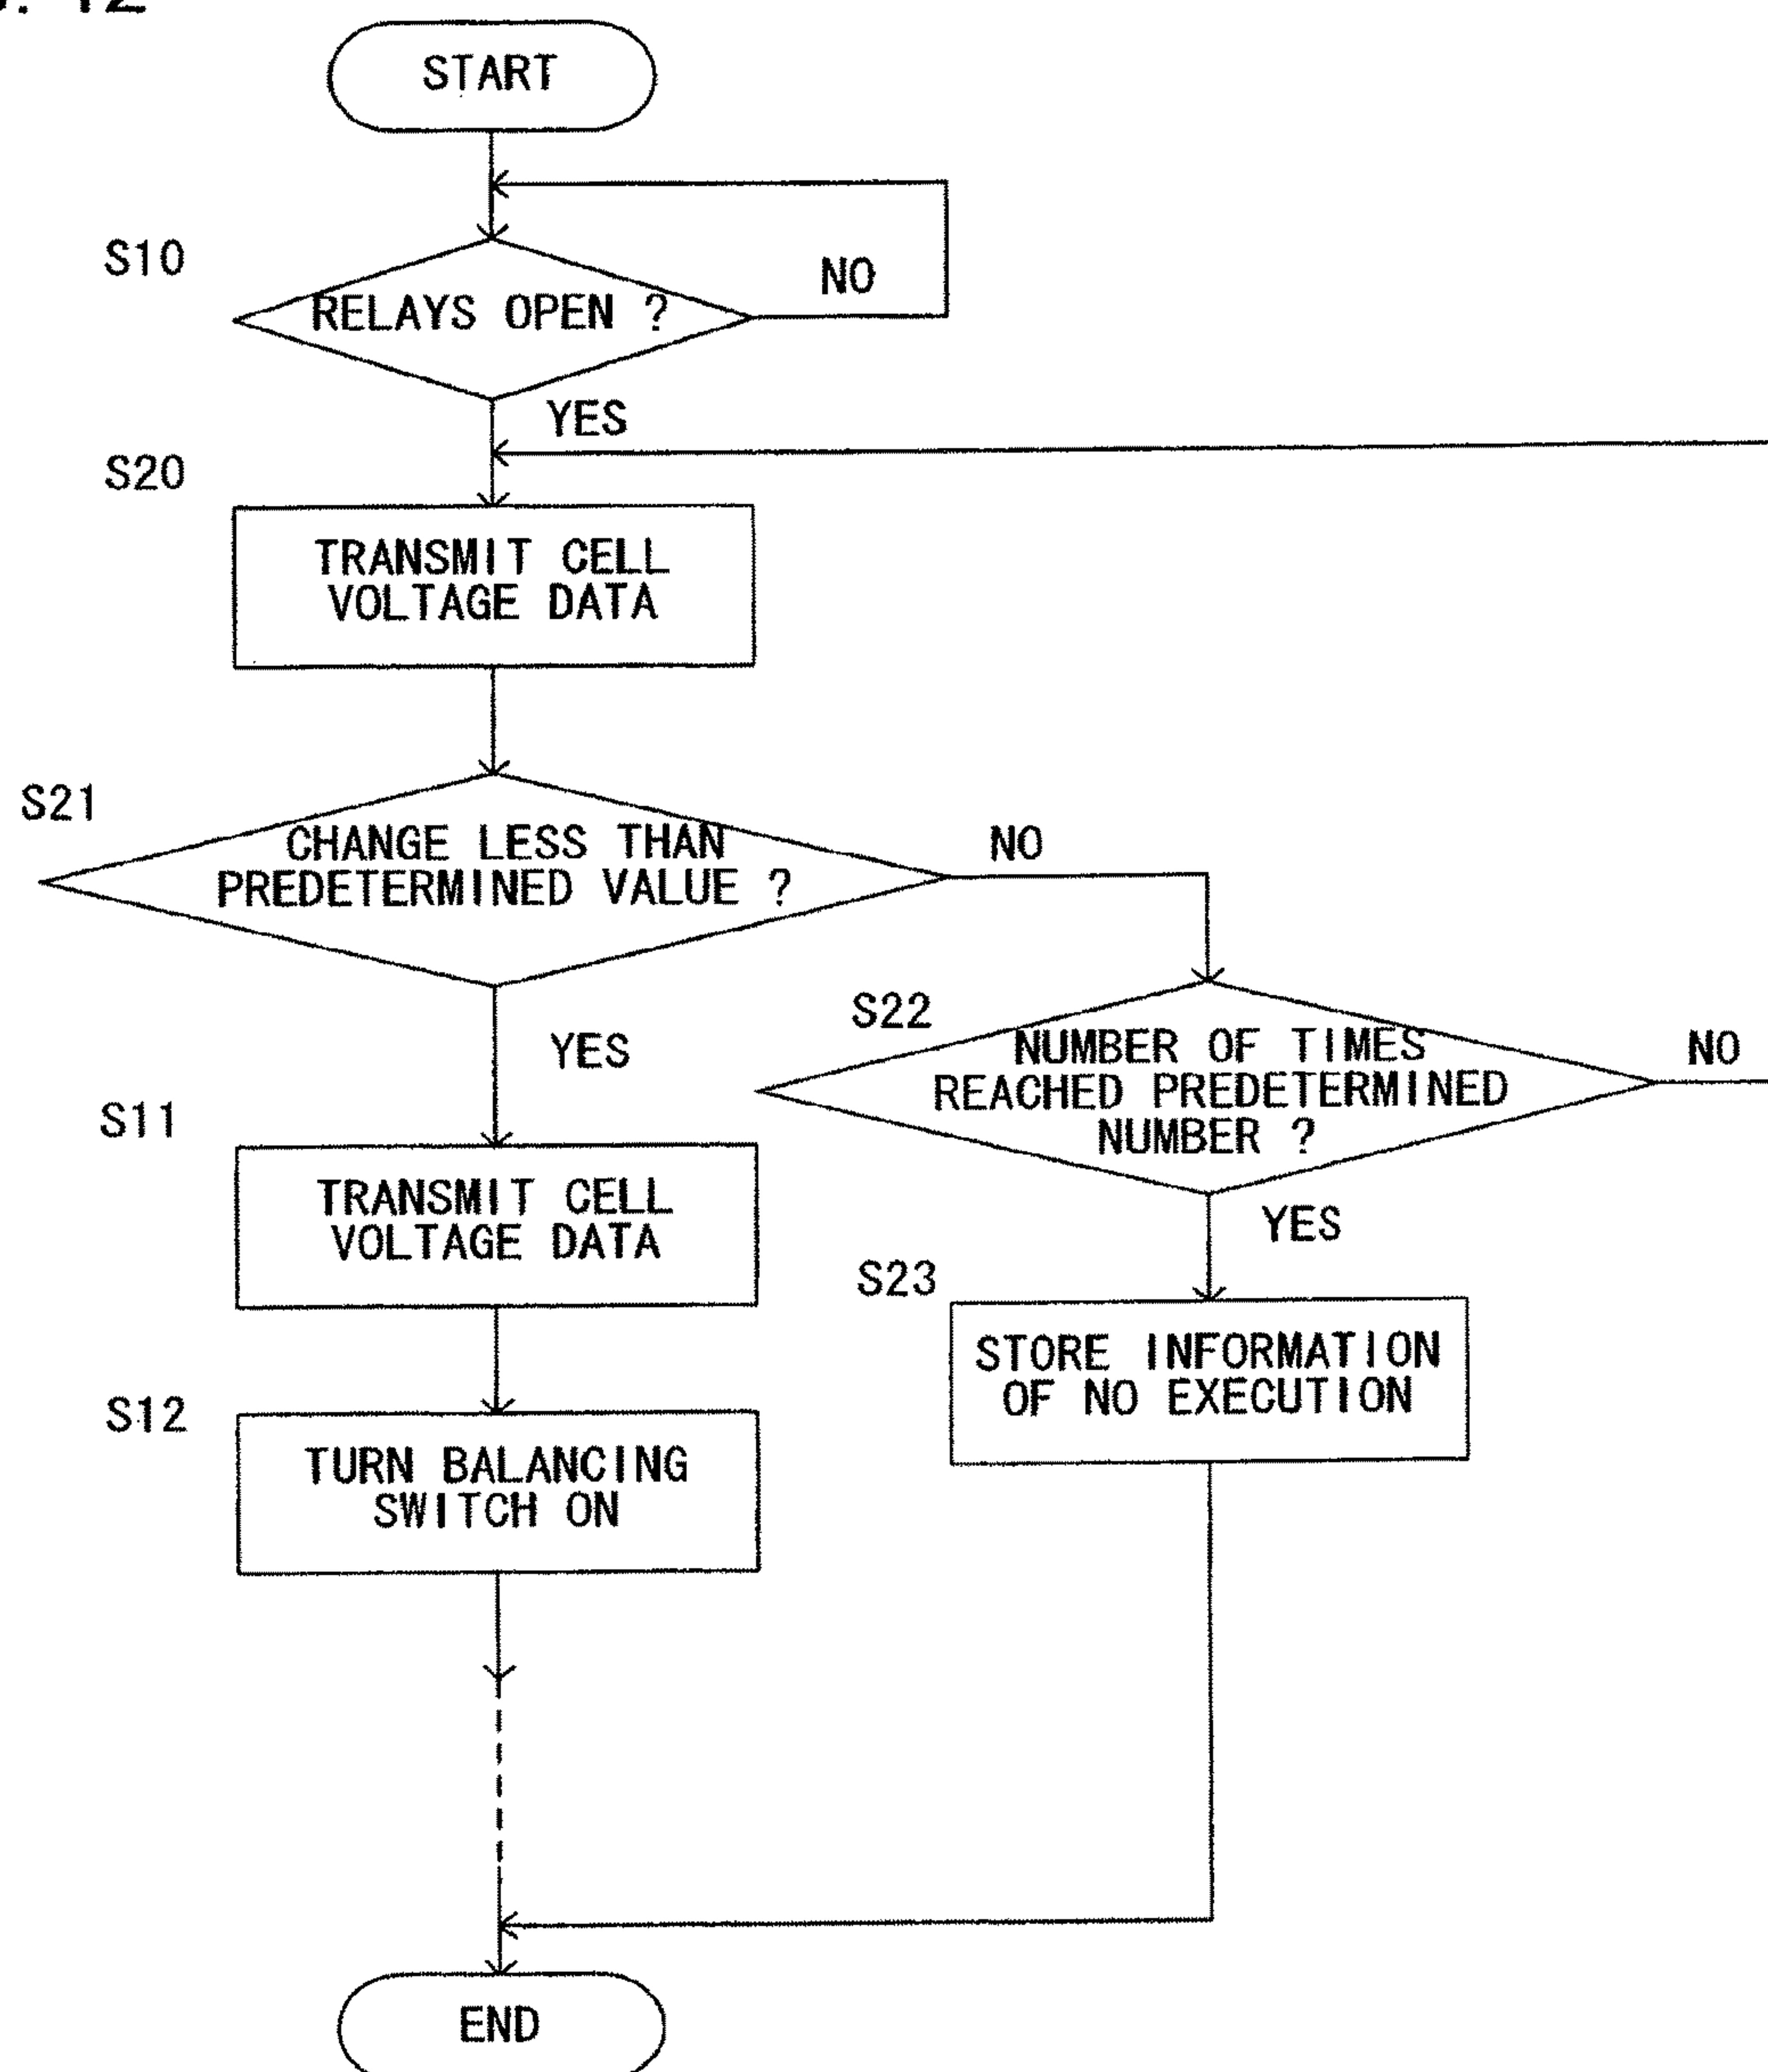 12
START
S10
RELAYS OPEN ?
NO
YES
S20
TRANSMIT CELL
VOLTAGE DATA
S21
CHANGE LESS THAN
PREDETERMINED VALUE ?
NO
YES
S22
NUMBER OF TIMES
REACHED PREDETERMINED
NUMBER ?
NO
YES
S11
TRANSMIT CELL
VOLTAGE DATA
S23
STORE INFORMATION
OF NO EXECUTION
S12
TURN BALANCING
SWITCH ON
END